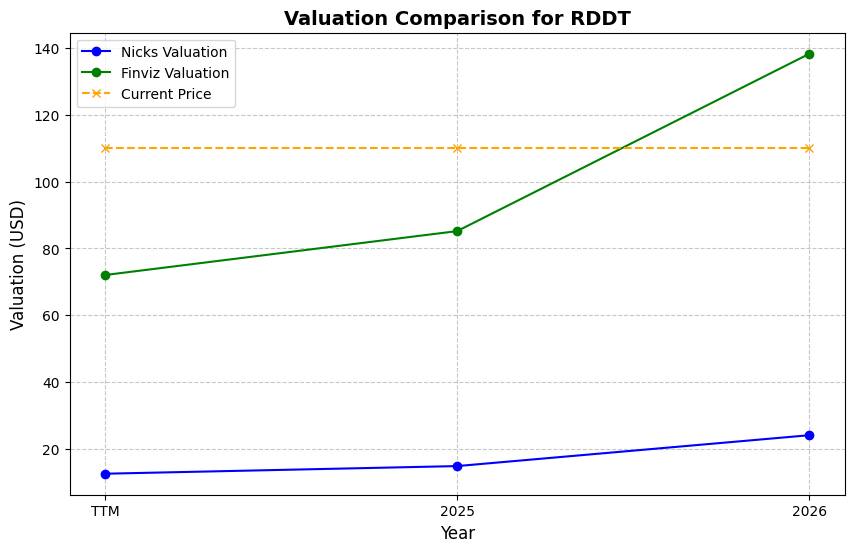 Valuation Comparison for RDDT
Nicks Valuation
Finviz Valuation
Current Price
Valuation (USD)
140
120
100
80
60
40
20
TTM
2025
2026
Year